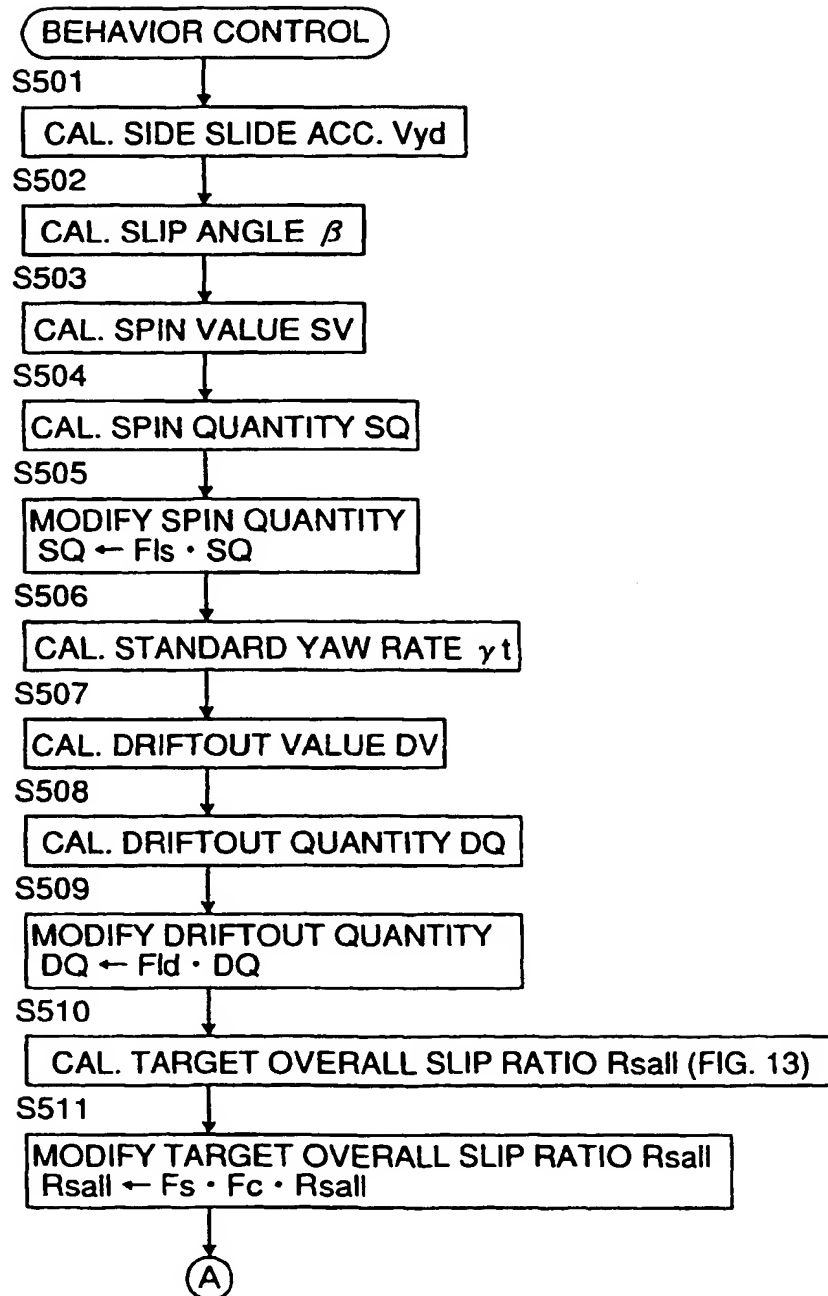 BEHAVIOR CONTROL
S501
CAL. SIDE SLIDE ACC. Vyd
S502
CAL. SLIP ANGLE β
S503
CAL. SPIN VALUE SV
S504
CAL. SPIN QUANTITY SQ
S505
MODIFY SPIN QUANTITY
SQ ← Fls · SQ
S506
CAL. STANDARD YAW RATE γt
S507
CAL. DRIFTOUT VALUE DV
S508
CAL. DRIFTOUT QUANTITY DQ
S509
MODIFY DRIFTOUT QUANTITY
DQ ← Fld · DQ
S510
CAL. TARGET OVERALL SLIP RATIO Rsall (FIG. 13)
S511
MODIFY TARGET OVERALL SLIP RATIO Rsall
Rsall ← Fs · Fc · Rsall
A